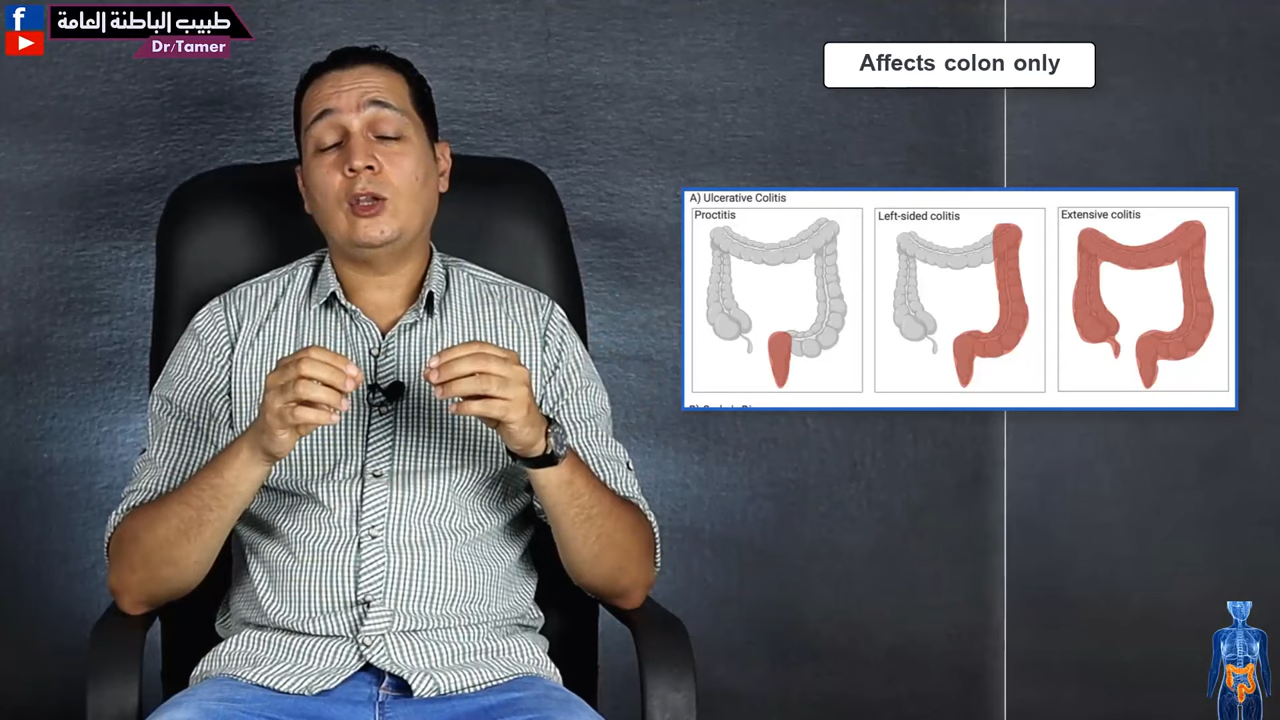 طبيب الباطنة العامة
Dr/Tamer
Affects colon only
A) Ulcerative Colitis
Proctitis
Left-sided colitis
Extensive colitis